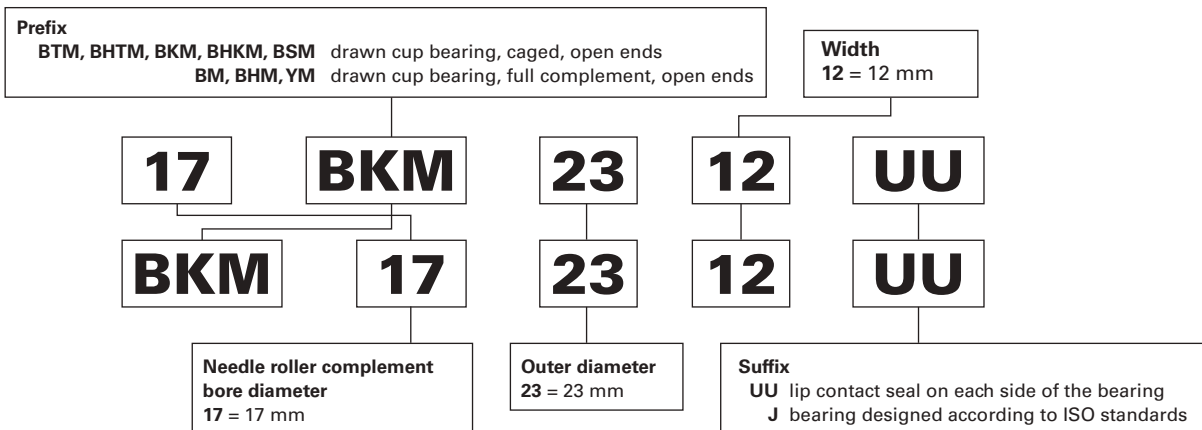 Prefix
BTM, BHTM, BKM, BHKM, BSM drawn cup bearing, caged, open ends
BM, BHM, YM drawn cup bearing, full complement, open ends
Width
12 = 12 mm
17 BKM 23 12 UU
BKM 17 23 12 UU
Needle roller complement
bore diameter
17 = 17 mm
Outer diameter
23 = 23 mm
Suffix
UU lip contact seal on each side of the bearing
J bearing designed according to ISO standards